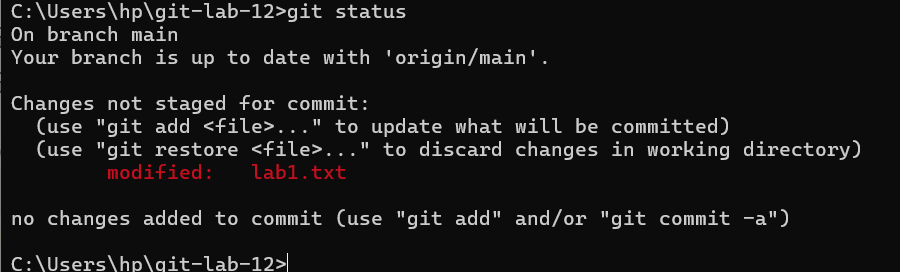 C:\Users\hp\git-lab-12>git status
On branch main
Your branch is up to date with 'origin/main'.

Changes not staged for commit:
  (use "git add <file>..." to update what will be committed)
  (use "git restore <file>..." to discard changes in working directory)
        modified:   lab1.txt

no changes added to commit (use "git add" and/or "git commit -a")

C:\Users\hp\git-lab-12>